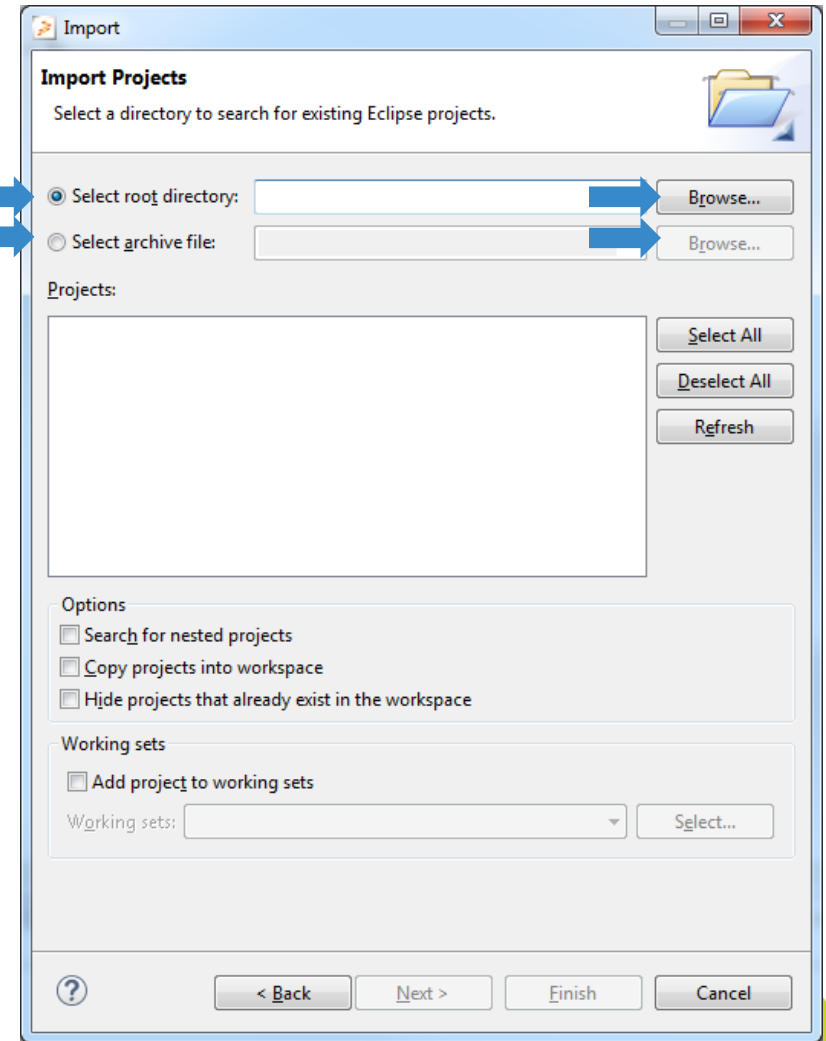 Import
Import Projects
Select a directory to search for existing Eclipse projects.
Select root directory:
Browse...
Select archive file:
Browse...
Projects:
Select All
Deselect All
Refresh
Options
Search for nested projects
Copy projects into workspace
Hide projects that already exist in the workspace
Working sets
Add project to working sets
Working sets:
Select...
< Back
Next >
Finish
Cancel